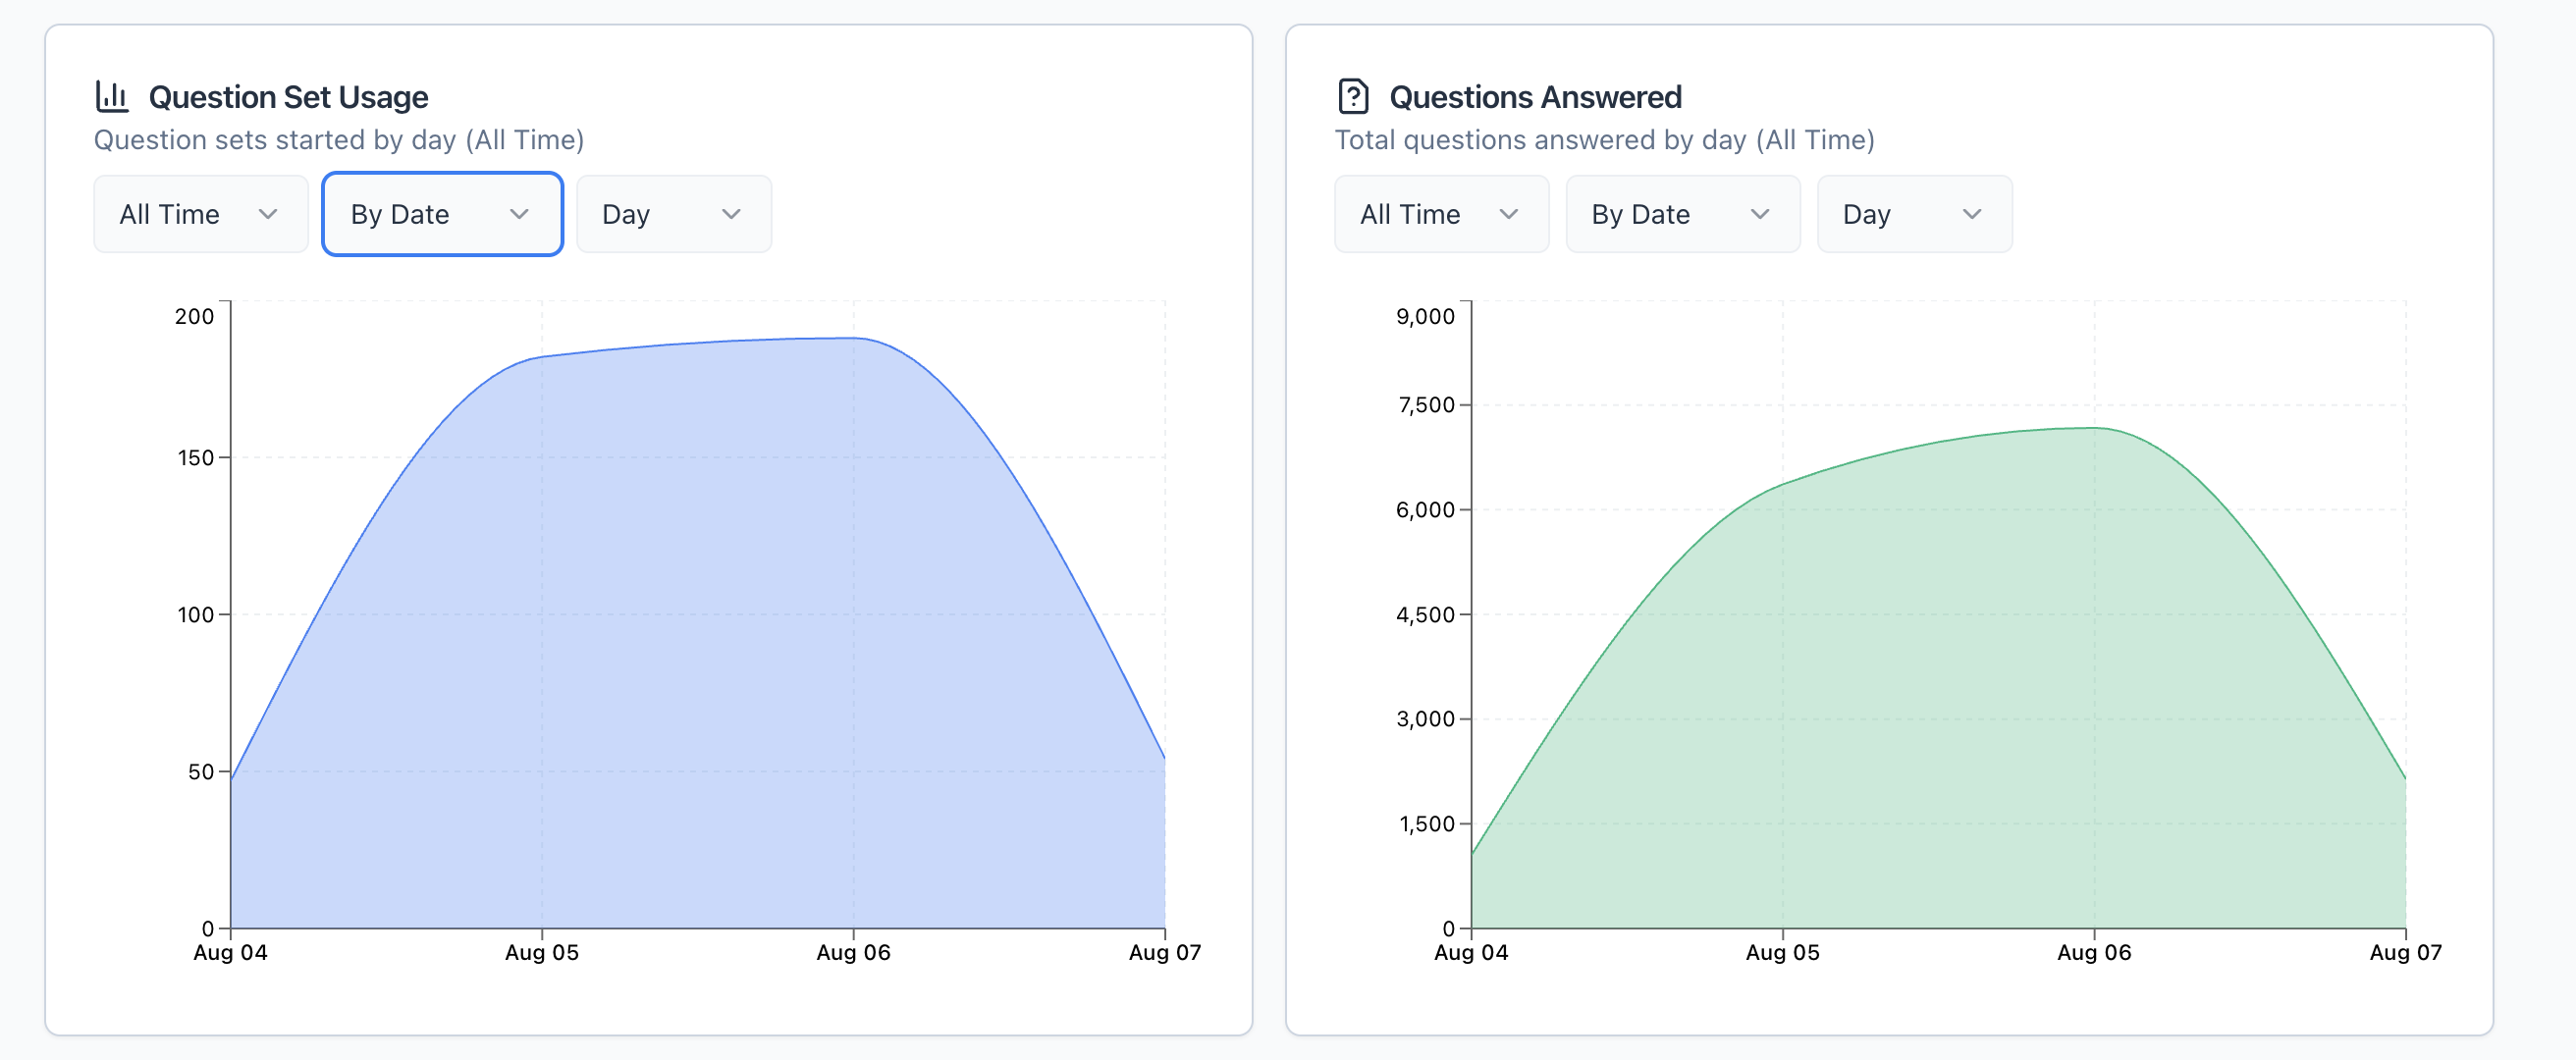 Question Set Usage
Question sets started by day (All Time)
All Time
By Date
Day
200
150
100
50
0
Aug 04
Aug 05
Aug 06
Aug 07
Questions Answered
Total questions answered by day (All Time)
All Time
By Date
Day
9,000
7,500
6,000
4,500
3,000
1,500
0
Aug 04
Aug 05
Aug 06
Aug 07